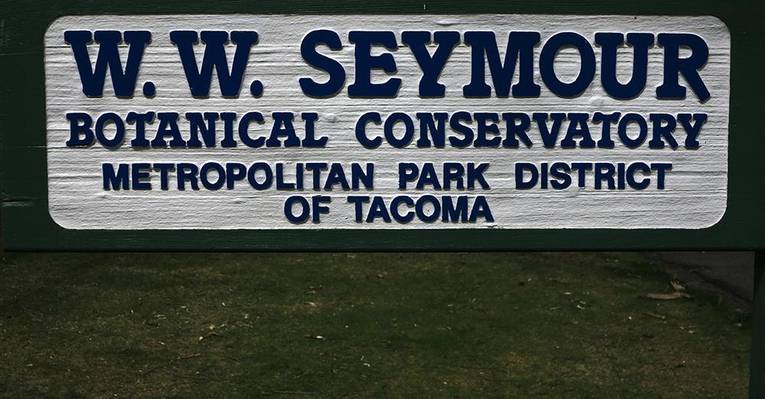 W.W. SEYMOUR
BOTANICAL CONSERVATORY
METROPOLITAN PARK DISTRICT
OF TACOMA